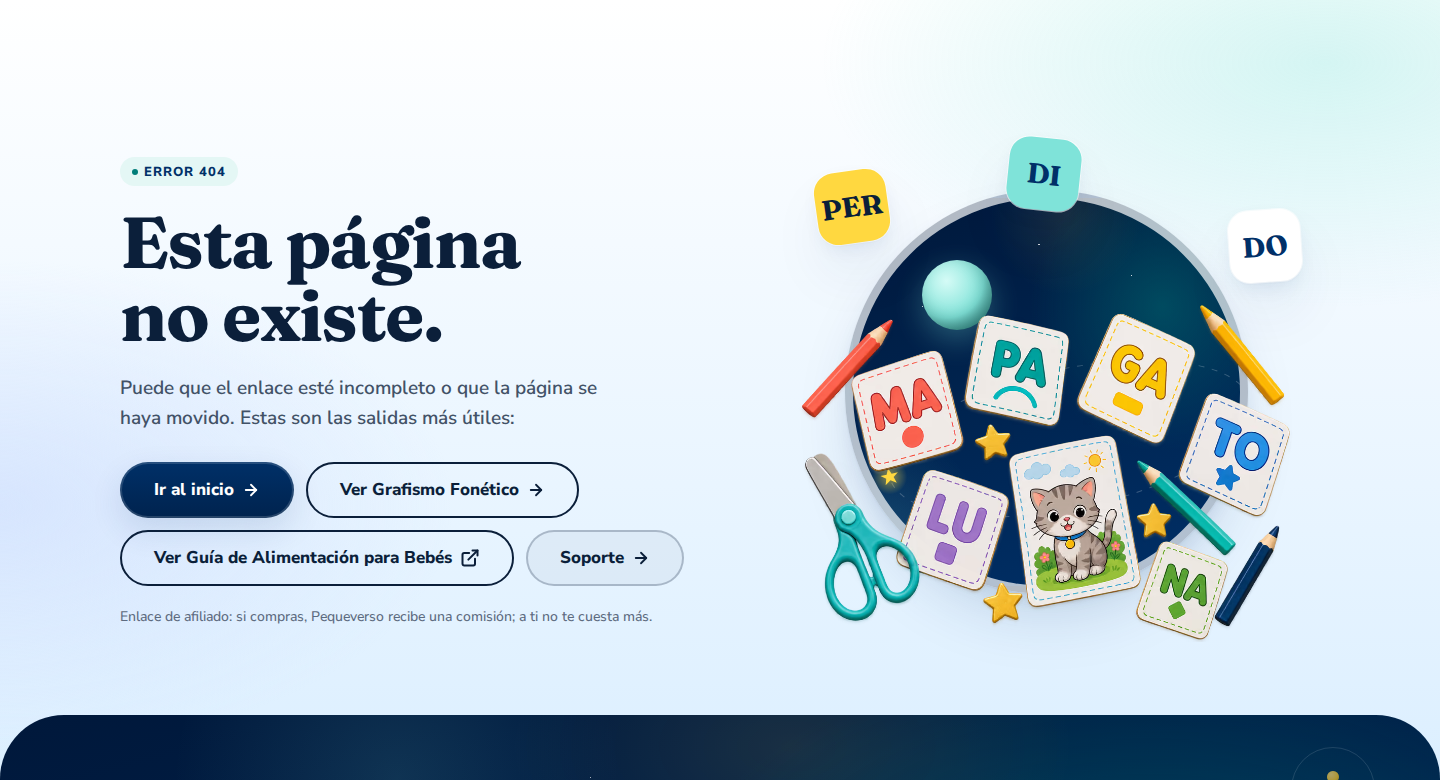 ERROR 404
Esta página
no existe.
Puede que el enlace esté incompleto o que la página se
haya movido. Estas son las salidas más útiles:
Ir al inicio
Ver Grafismo Fonético
Ver Guía de Alimentación para Bebés
Soporte
Enlace de afiliado: si compras, Pequeverso recibe una comisión; a ti no te cuesta más.
PER
DI
DO
MA
PA
GA
TO
LU
NA